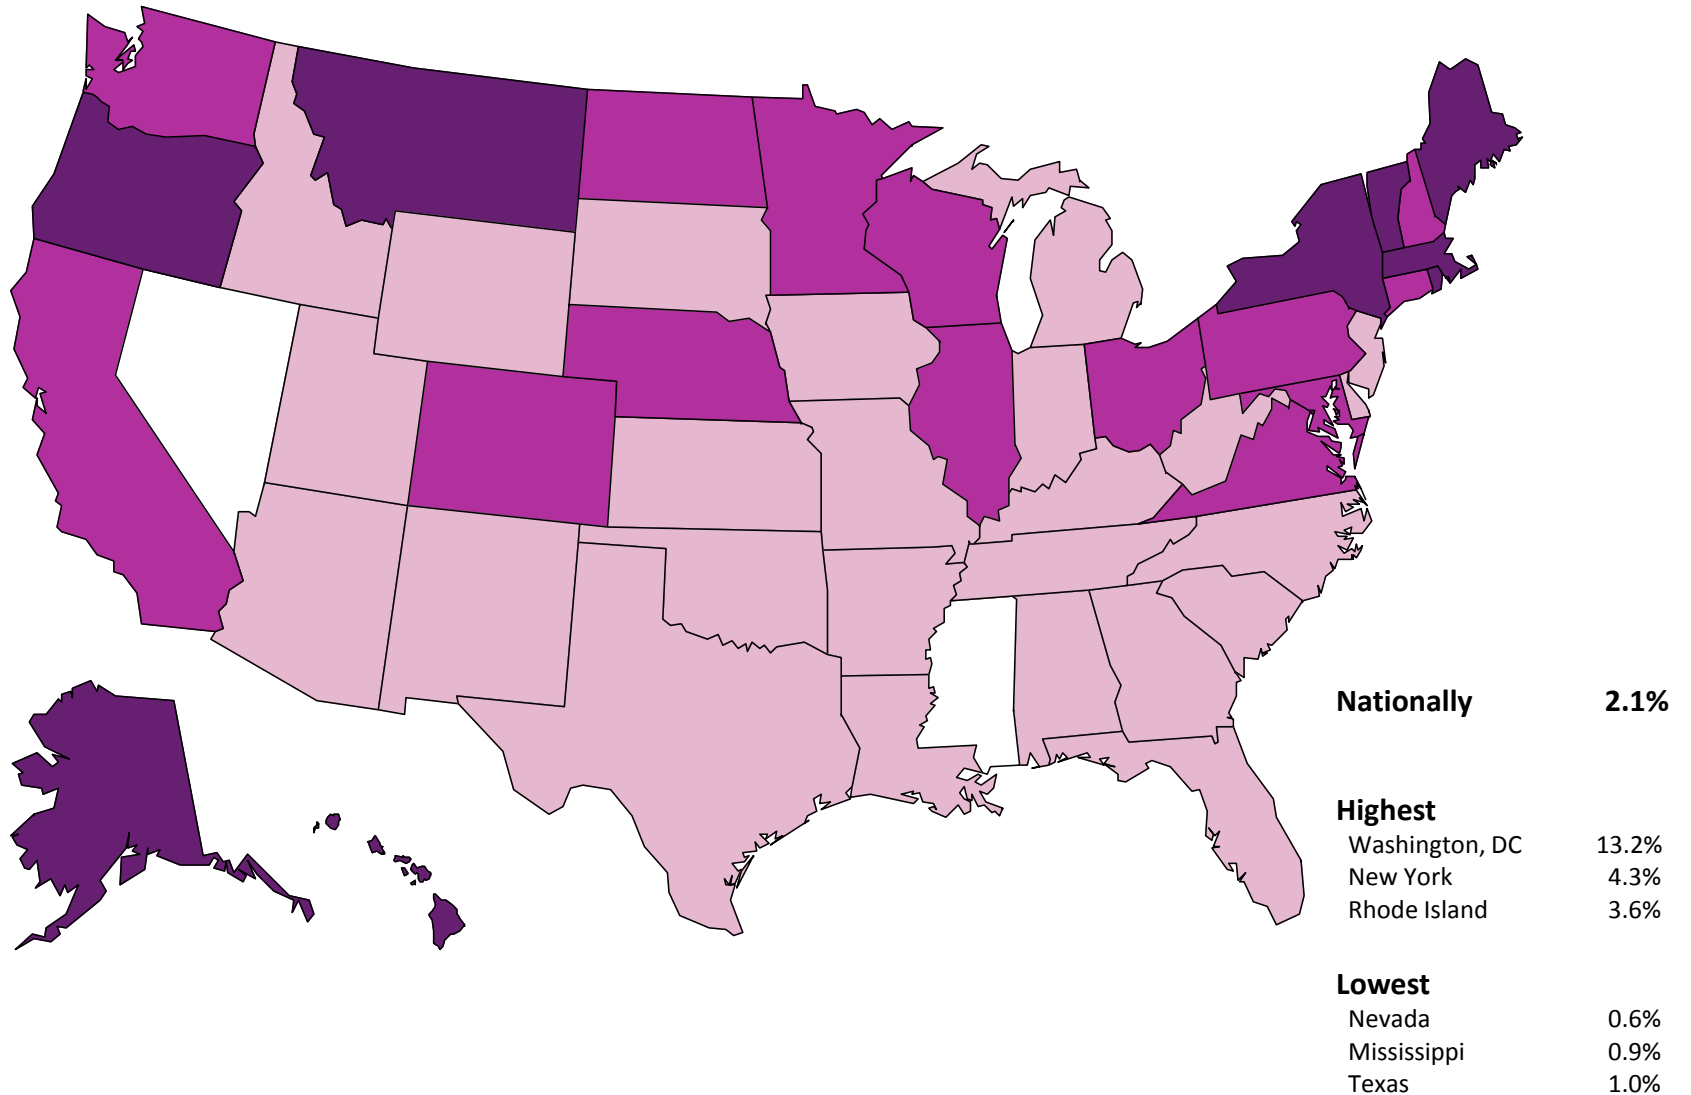 Nationally 2.1%
Highest
Washington, DC 13.2%
New York 4.3%
Rhode Island 3.6%
Lowest
Nevada 0.6%
Mississippi 0.9%
Texas 1.0%